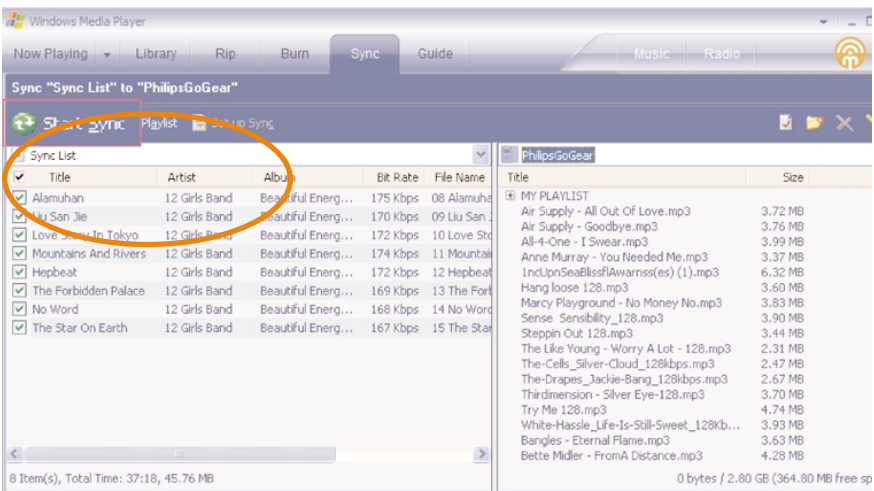 Windows Media Player
Now Playing Library Rip Burn Sync Guide Music Radio
Sync "Sync List" to "PhilipsGoGear"
Start Sync Playlist Set up Sync
Sync List
Title Artist Album Bit Rate File Name
Alamuhan 12 Girls Band Beautiful Energ... 175 Kbps 08 Alamuha
Liu San Jie 12 Girls Band Beautiful Energ... 170 Kbps 09 Liu San J
Love Story In Tokyo 12 Girls Band Beautiful Energ... 172 Kbps 10 Love Sto
Mountains And Rivers 12 Girls Band Beautiful Energ... 174 Kbps 11 Mountai
Hepbeat 12 Girls Band Beautiful Energ... 172 Kbps 12 Hepbeat
The Forbidden Palace 12 Girls Band Beautiful Energ... 169 Kbps 13 The Forb
No Word 12 Girls Band Beautiful Energ... 168 Kbps 14 No Word
The Star On Earth 12 Girls Band Beautiful Energ... 167 Kbps 15 The Star
8 Item(s), Total Time: 37:18, 45.76 MB
PhilipsGoGear
Title Size
MY PLAYLIST
Air Supply - All Out Of Love.mp3 3.72 MB
Air Supply - Goodbye.mp3 3.76 MB
All-4-One - I Swear.mp3 3.99 MB
Anne Murray - You Needed Me.mp3 3.37 MB
1ncUpnSeaBlissflAwarnss(es) (1).mp3 6.32 MB
Hang loose 128.mp3 3.60 MB
Marcy Playground - No Money No.mp3 3.83 MB
Sense Sensibility_128.mp3 3.90 MB
Steppin Out 128.mp3 3.44 MB
The Like Young - Worry A Lot - 128.mp3 2.31 MB
The-Cells_Silver-Cloud_128kbps.mp3 2.47 MB
The-Drapes_Jackie-Bang_128kbps.mp3 2.67 MB
Thirdimension - Silver Eye-128.mp3 3.70 MB
Try Me 128.mp3 4.74 MB
White-Hassle_Life-Is-Still-Sweet_128Kb... 3.93 MB
Bangles - Eternal Flame.mp3 3.63 MB
Bette Midler - FromA Distance.mp3 4.28 MB
0 bytes / 2.80 GB (364.80 MB free sp